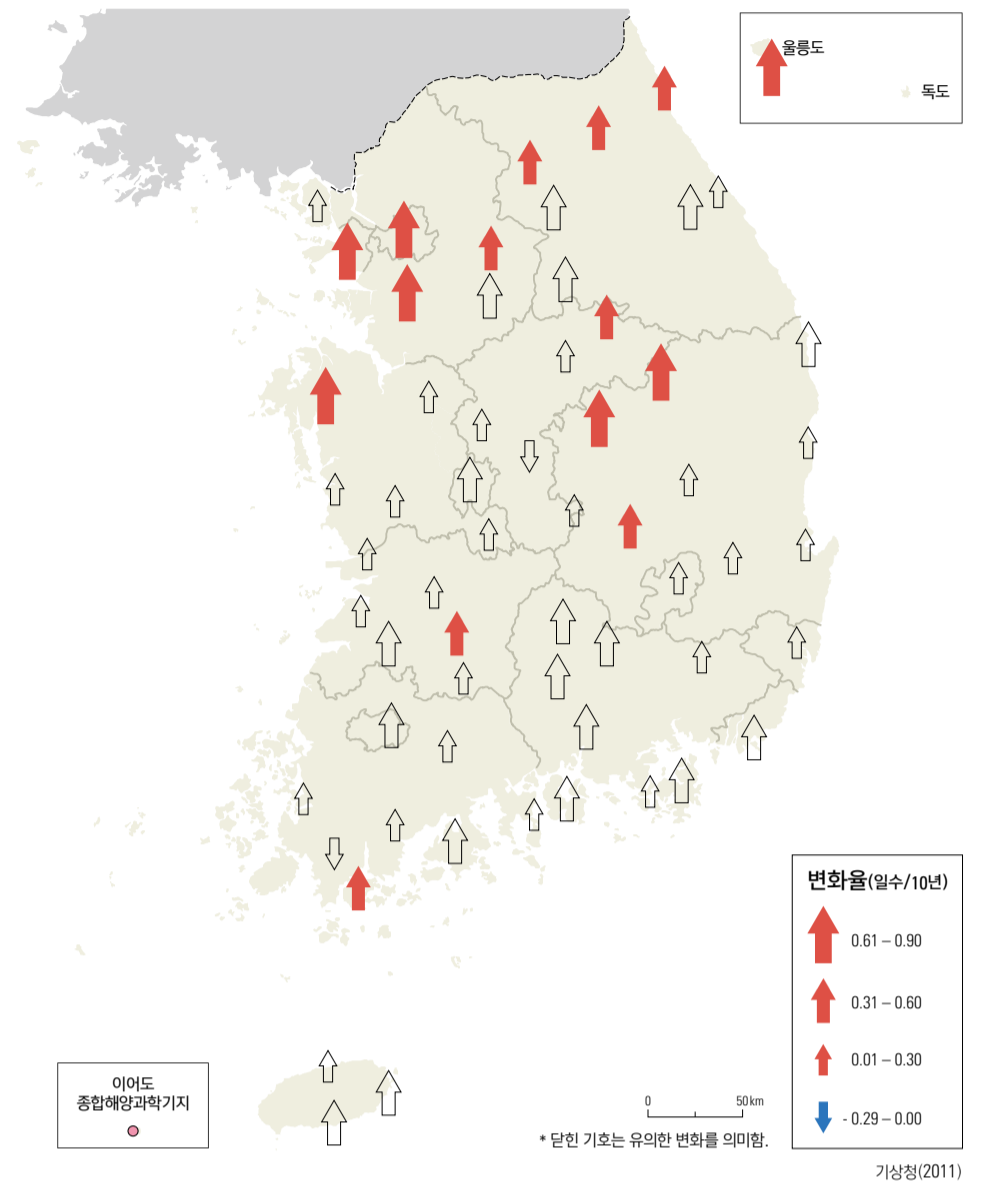 울릉도
독도
변화율(일수/10년)
0.61 – 0.90
0.31 – 0.60
0.01 – 0.30
- 0.29 – 0.00
이어도
종합해양과학기지
0 50 km
* 닫힌 기호는 유의한 변화를 의미함.
기상청(2011)